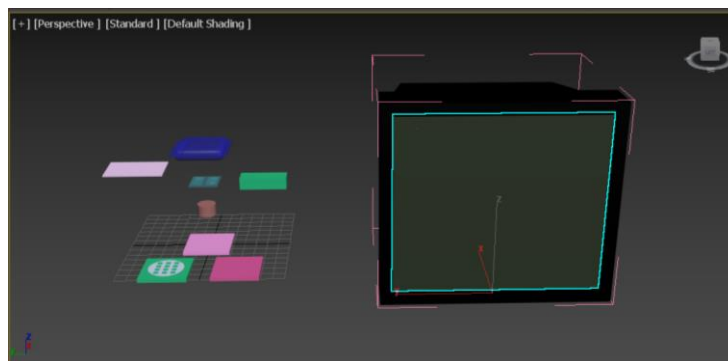 [+] [Perspective ] [Standard ] [Default Shading ]
Z
X
Y
Z